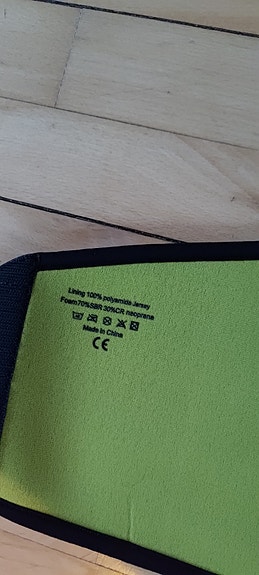 Lining 100% polyamide Jersey
Foam70%SBR 30%CR neoprene
Made in China
CE